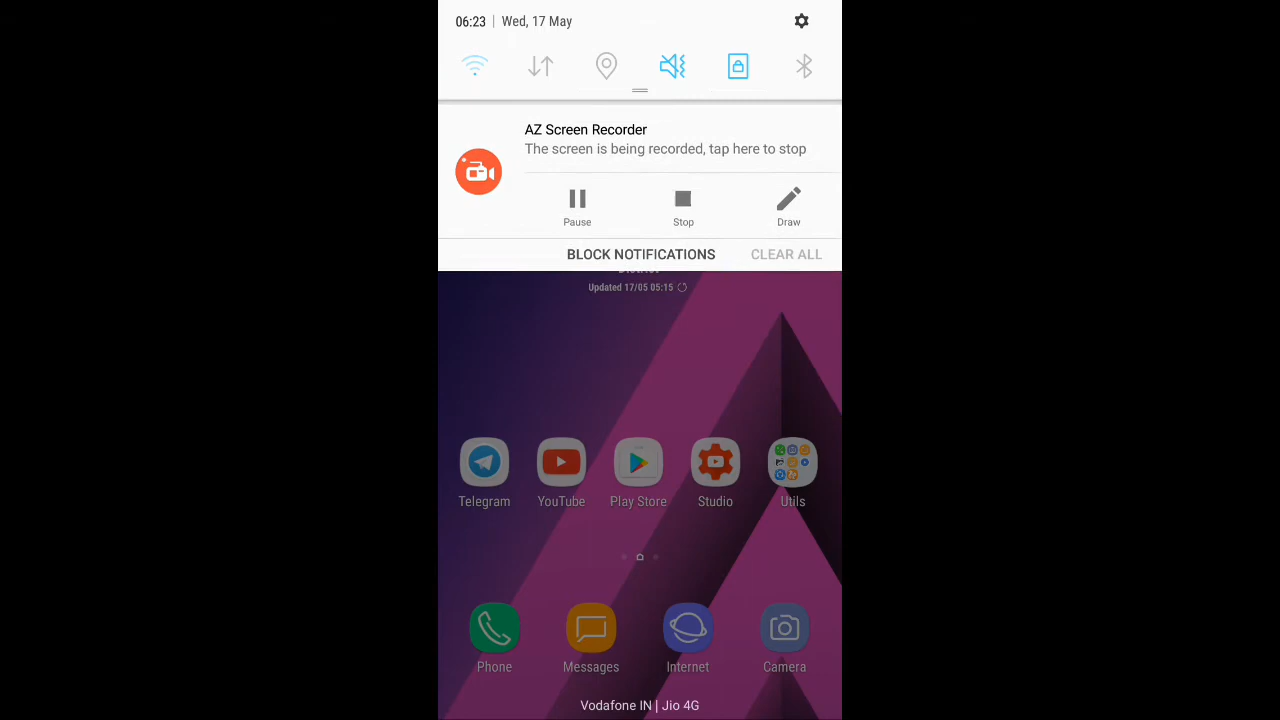 06:23 | Wed, 17 May
AZ Screen Recorder
The screen is being recorded, tap here to stop
Pause Stop Draw
BLOCK NOTIFICATIONS CLEAR ALL
Updated 17/05 05:15
Telegram YouTube Play Store Studio Utils
Phone Messages Internet Camera
Vodafone IN | Jio 4G